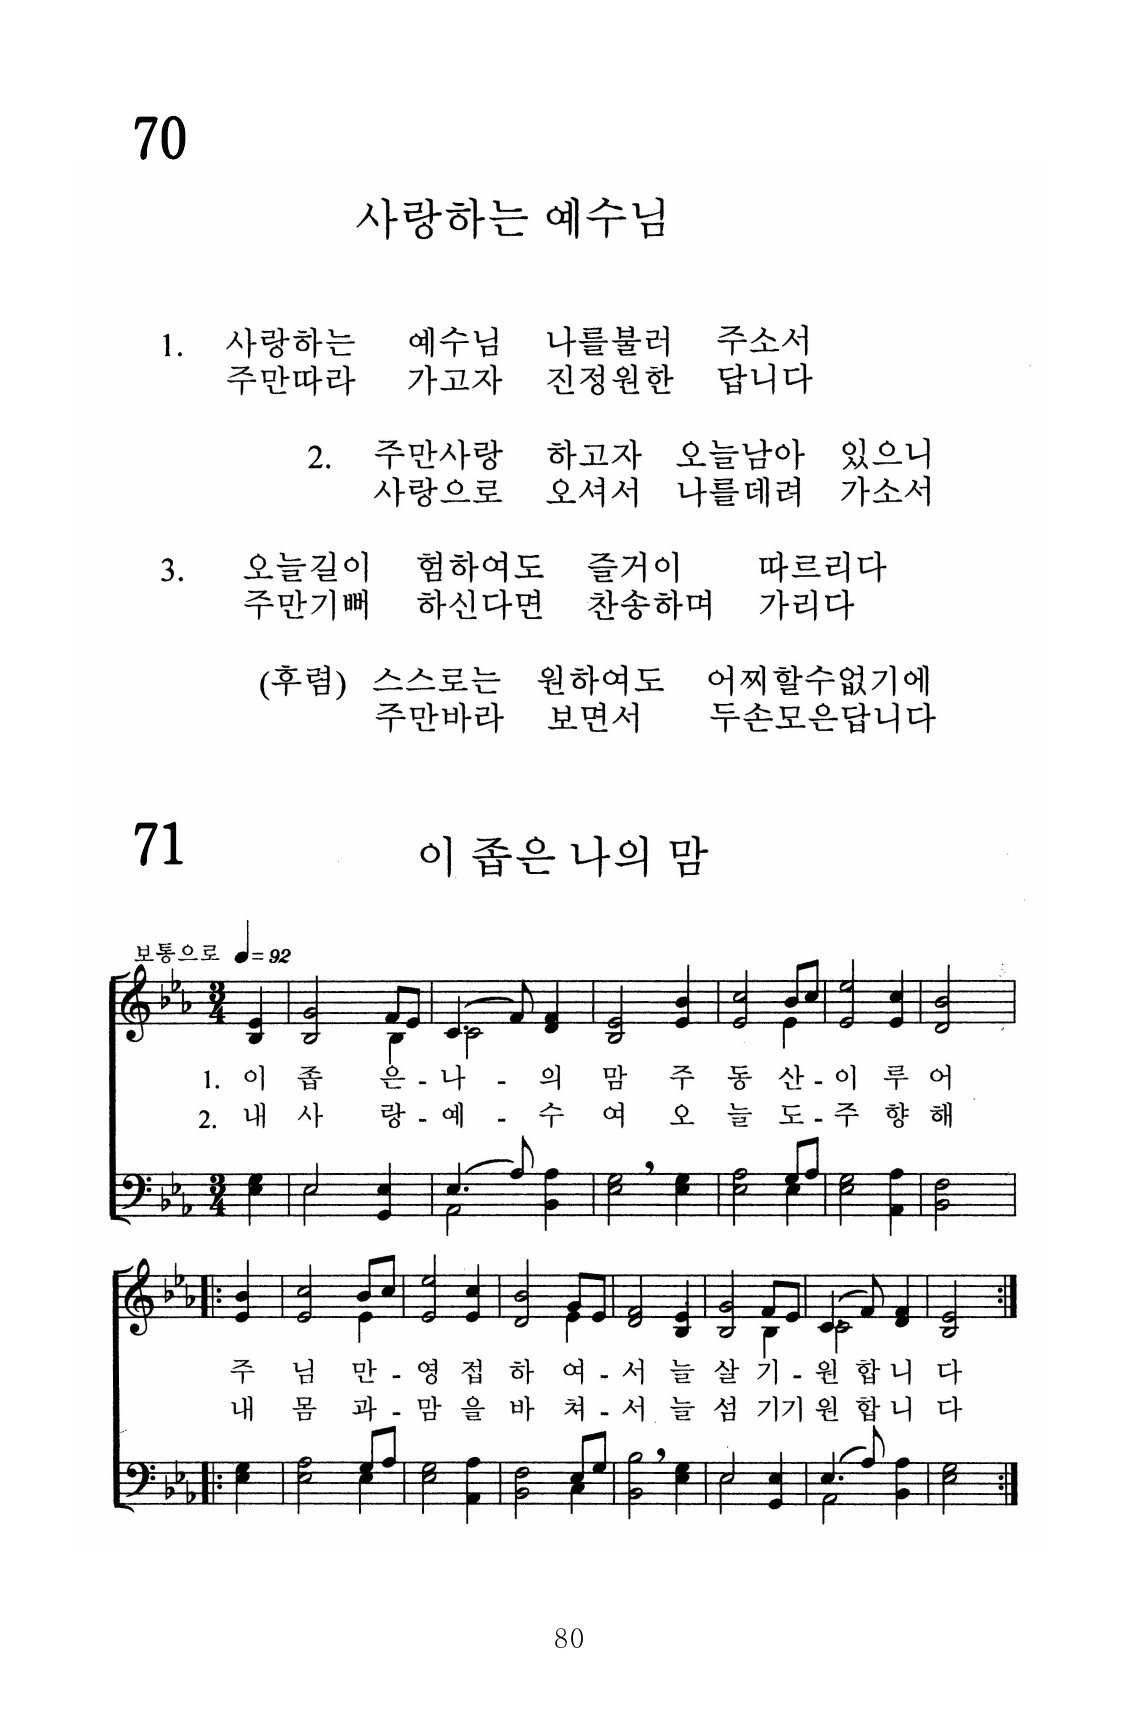 70
사랑하는 예수님
1. 사랑하는 예수님 나를불러 주소서
주만따라 가고자 진정원한 답니다
2. 주만사랑 하고자 오늘남아 있으니
사랑으로 오셔서 나를데려 가소서
3. 오늘길이 험하여도 즐거이 따르리다
주만기뻐 하신다면 찬송하며 가리다
(후렴) 스스로는 원하여도 어찌할수없기에
주만바라 보면서 두손모은답니다
71
이 좁은 나의 맘
보통으로 ♩= 92
3/4
1. 이 좁 은 - 나 - 의 맘 주 동 산 - 이 루 어
2. 내 사 랑 - 예 - 수 여 오 늘 도 - 주 향 해
3/4
주 님 만 - 영 접 하 여 - 서 늘 살 기 - 원 합 니 다
내 몸 과 - 맘 을 바 쳐 - 서 늘 섬 기기 원 합 니 다
80